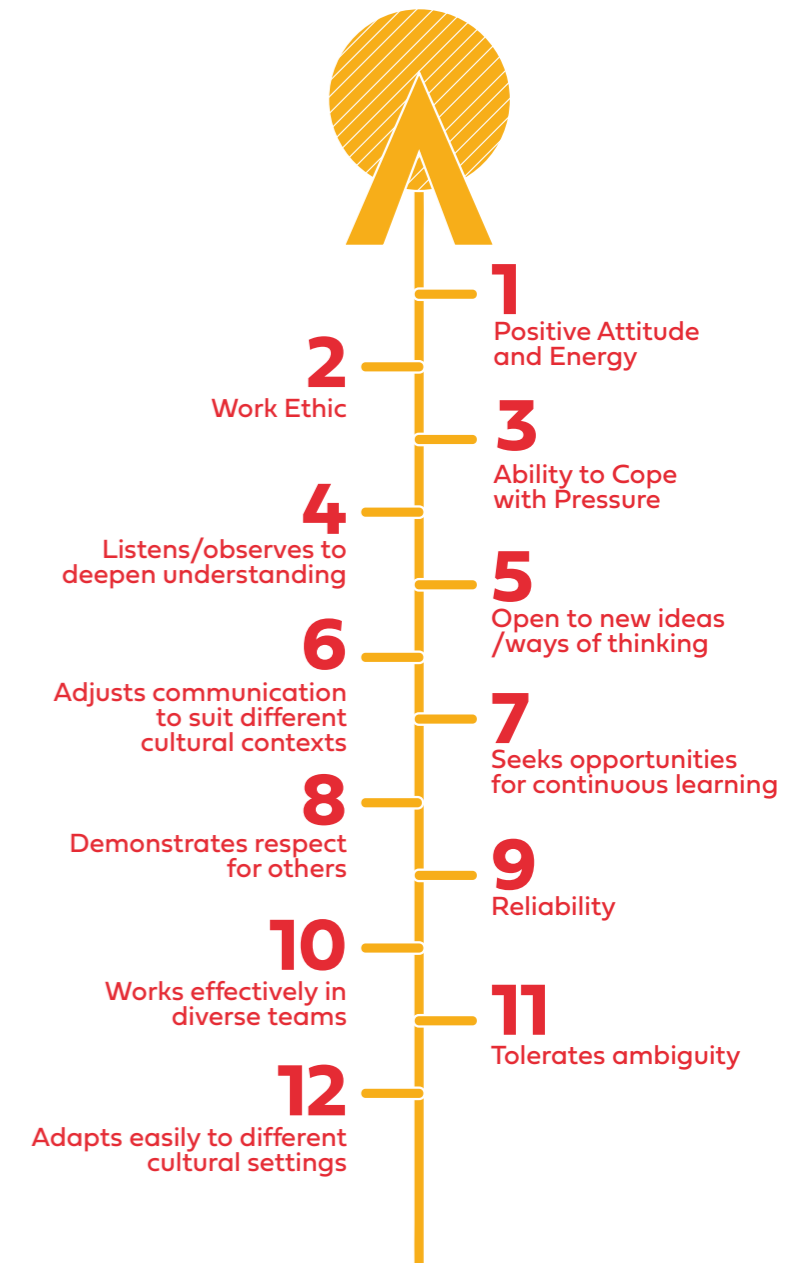 1
Positive Attitude
and Energy
2
Work Ethic
3
Ability to Cope
with Pressure
4
Listens/observes to
deepen understanding
5
Open to new ideas
/ways of thinking
6
Adjusts communication
to suit different
cultural contexts
7
Seeks opportunities
for continuous learning
8
Demonstrates respect
for others
9
Reliability
10
Works effectively in
diverse teams
11
Tolerates ambiguity
12
Adapts easily to different
cultural settings